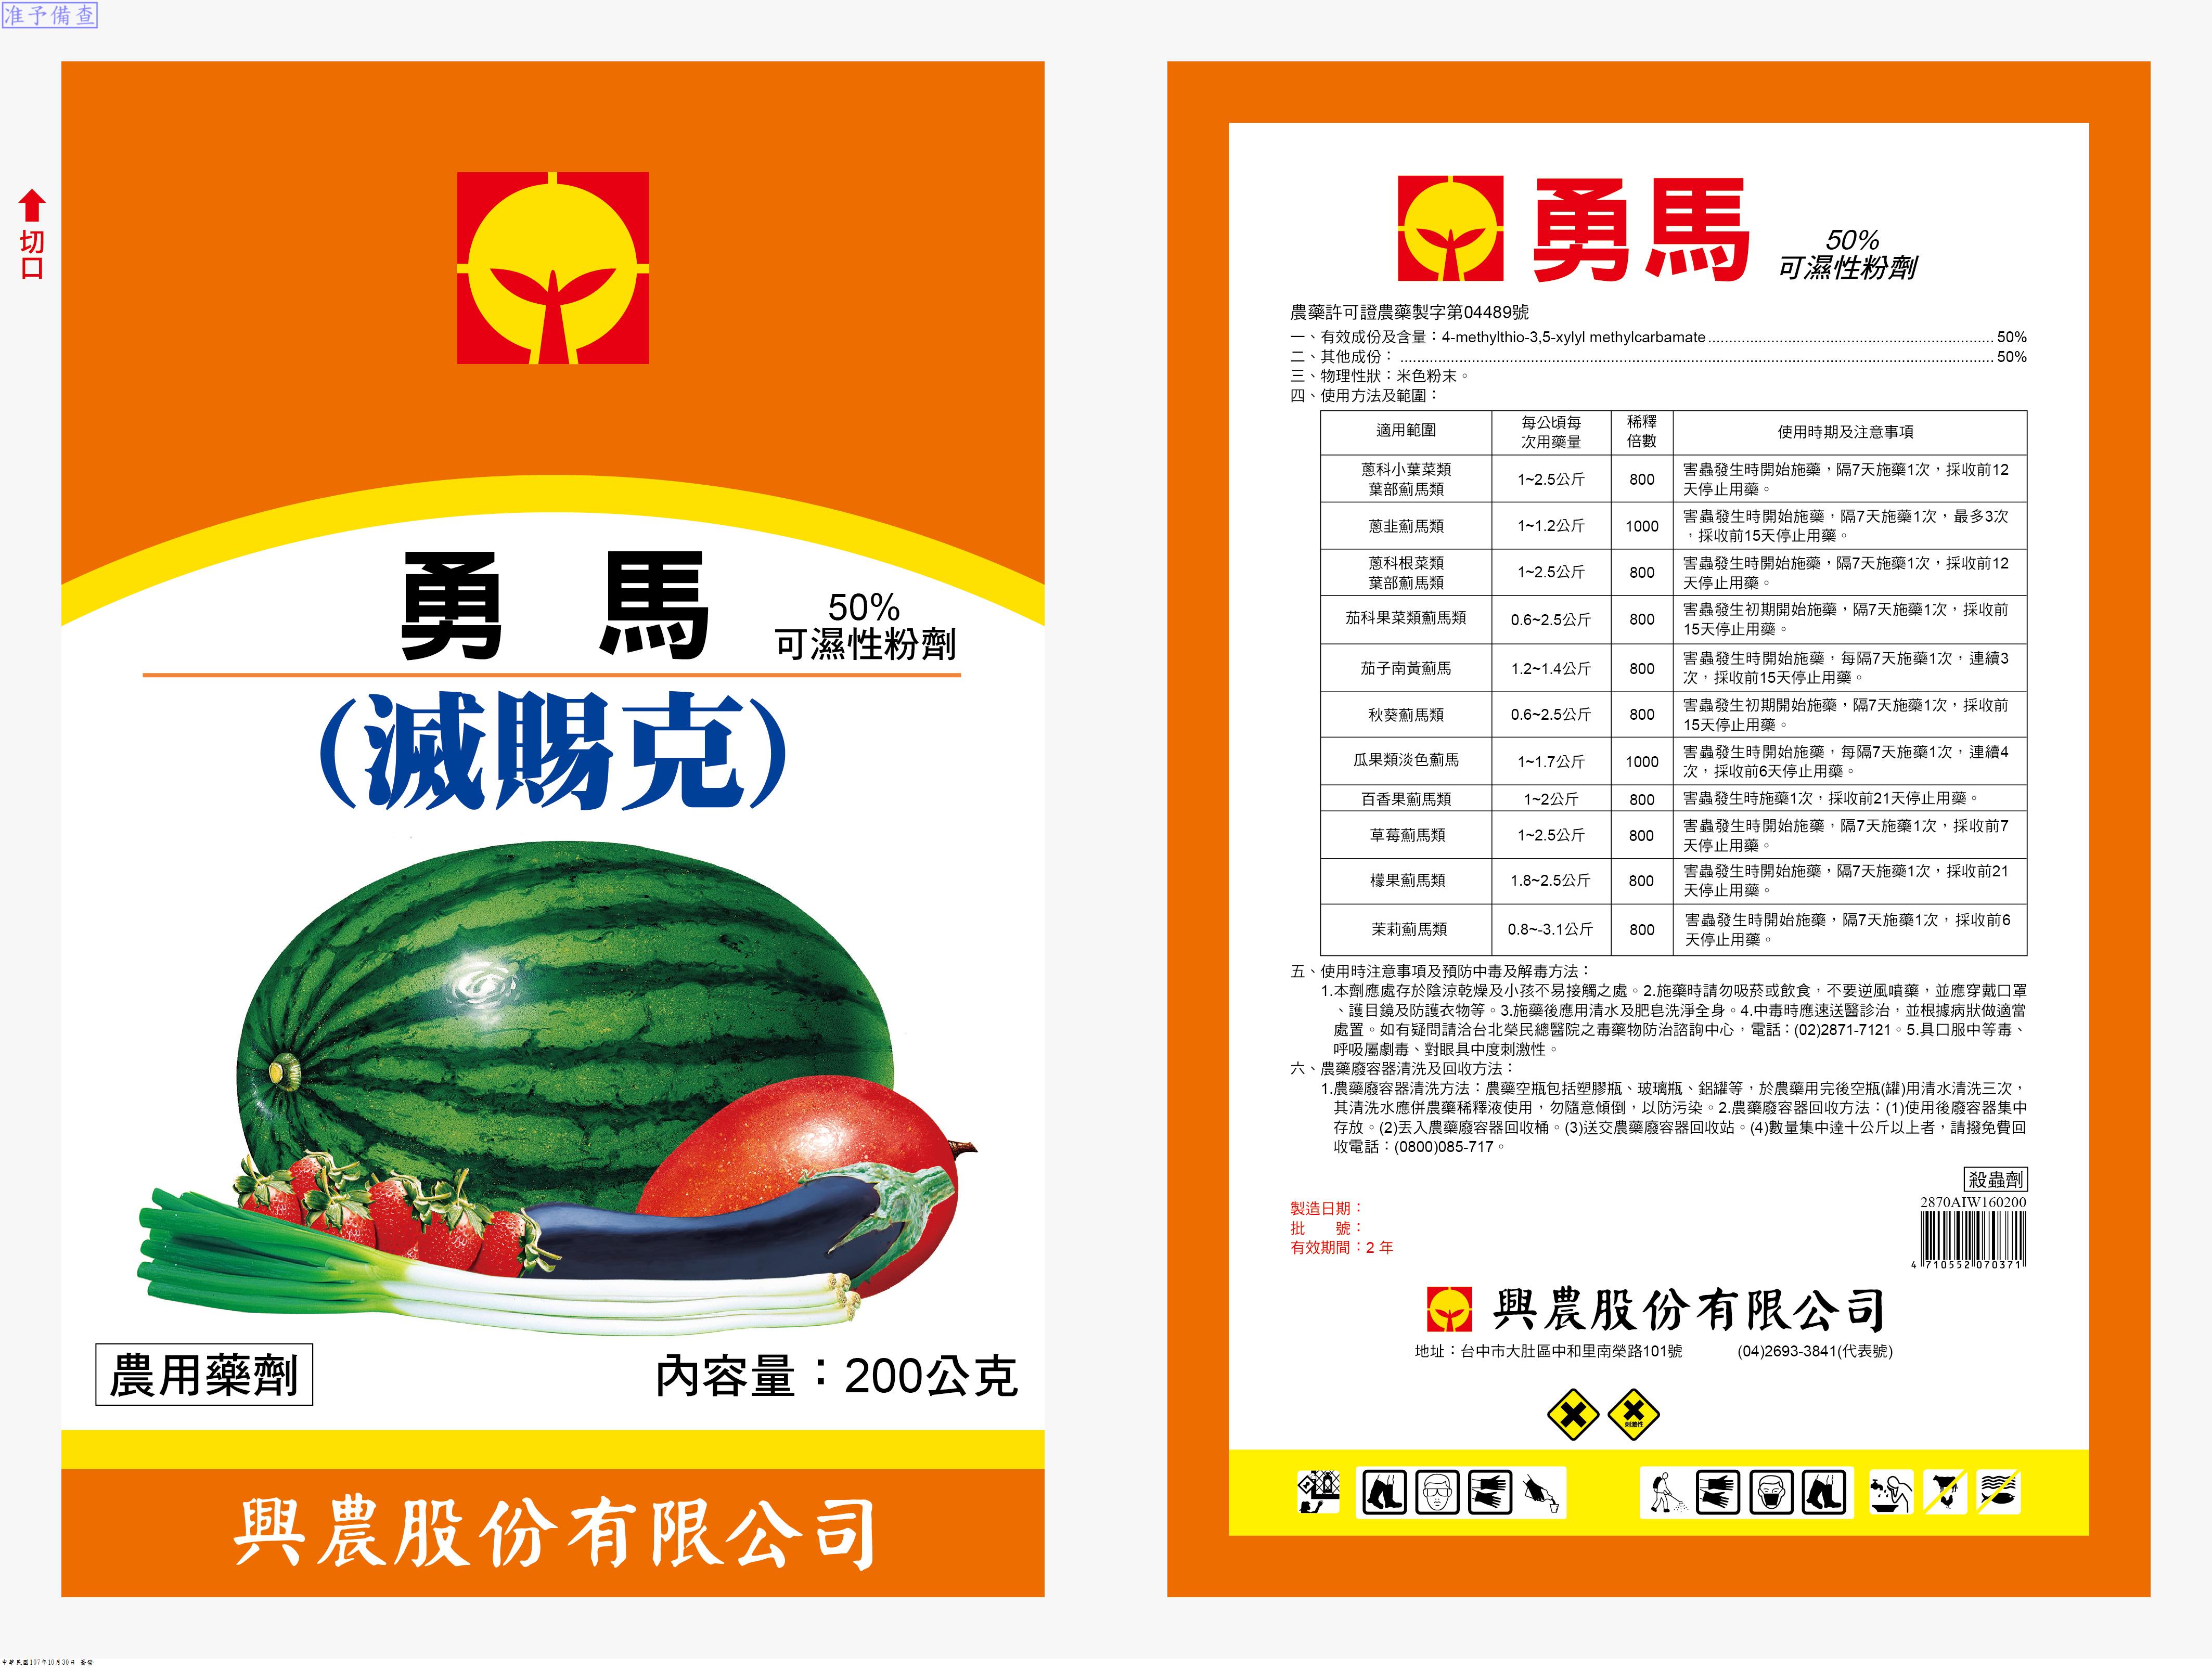 准予備查
切口
勇馬
50%
可濕性粉劑
(滅賜克)
農用藥劑
內容量：200公克
興農股份有限公司
勇馬
50%
可濕性粉劑
農藥許可證農藥製字第04489號
一、有效成份及含量：4-methylthio-3,5-xylyl methylcarbamate 50%
二、其他成份： 50%
三、物理性狀：米色粉末。
四、使用方法及範圍：
適用範圍 每公頃每次用藥量 稀釋倍數 使用時期及注意事項
蔥科小葉菜類葉部薊馬類 1~2.5公斤 800 害蟲發生時開始施藥，隔7天施藥1次，採收前12天停止用藥。
蔥韭薊馬類 1~1.2公斤 1000 害蟲發生時開始施藥，隔7天施藥1次，最多3次，採收前15天停止用藥。
蔥科根菜類葉部薊馬類 1~2.5公斤 800 害蟲發生時開始施藥，隔7天施藥1次，採收前12天停止用藥。
茄科果菜類薊馬類 0.6~2.5公斤 800 害蟲發生初期開始施藥，隔7天施藥1次，採收前15天停止用藥。
茄子南黃薊馬 1.2~1.4公斤 800 害蟲發生時開始施藥，每隔7天施藥1次，連續3次，採收前15天停止用藥。
秋葵薊馬類 0.6~2.5公斤 800 害蟲發生初期開始施藥，隔7天施藥1次，採收前15天停止用藥。
瓜果類淡色薊馬 1~1.7公斤 1000 害蟲發生時開始施藥，每隔7天施藥1次，連續4次，採收前6天停止用藥。
百香果薊馬類 1~2公斤 800 害蟲發生時施藥1次，採收前21天停止用藥。
草莓薊馬類 1~2.5公斤 800 害蟲發生時開始施藥，隔7天施藥1次，採收前7天停止用藥。
檬果薊馬類 1.8~2.5公斤 800 害蟲發生時開始施藥，隔7天施藥1次，採收前21天停止用藥。
茉莉薊馬類 0.8~-3.1公斤 800 害蟲發生時開始施藥，隔7天施藥1次，採收前6天停止用藥。
五、使用時注意事項及預防中毒及解毒方法：
1.本劑應處存於陰涼乾燥及小孩不易接觸之處。2.施藥時請勿吸菸或飲食，不要逆風噴藥，並應穿戴口罩
、護目鏡及防護衣物等。3.施藥後應用清水及肥皂洗淨全身。4.中毒時應速送醫診治，並根據病狀做適當
處置。如有疑問請洽台北榮民總醫院之毒藥物防治諮詢中心，電話：(02)2871-7121。5.具口服中等毒、
呼吸屬劇毒、對眼具中度刺激性。
六、農藥廢容器清洗及回收方法：
1.農藥廢容器清洗方法：農藥空瓶包括塑膠瓶、玻璃瓶、鋁罐等，於農藥用完後空瓶(罐)用清水清洗三次，
其清洗水應併農藥稀釋液使用，勿隨意傾倒，以防污染。2.農藥廢容器回收方法：(1)使用後廢容器集中
存放。(2)丟入農藥廢容器回收桶。(3)送交農藥廢容器回收站。(4)數量集中達十公斤以上者，請撥免費回
收電話：(0800)085-717。
殺蟲劑
2870AIW160200
4 710552 070371
製造日期：
批　　號：
有效期間：2 年
興農股份有限公司
地址：台中市大肚區中和里南榮路101號 (04)2693-3841(代表號)
刺激性
中華民國107年10月30日 簽發